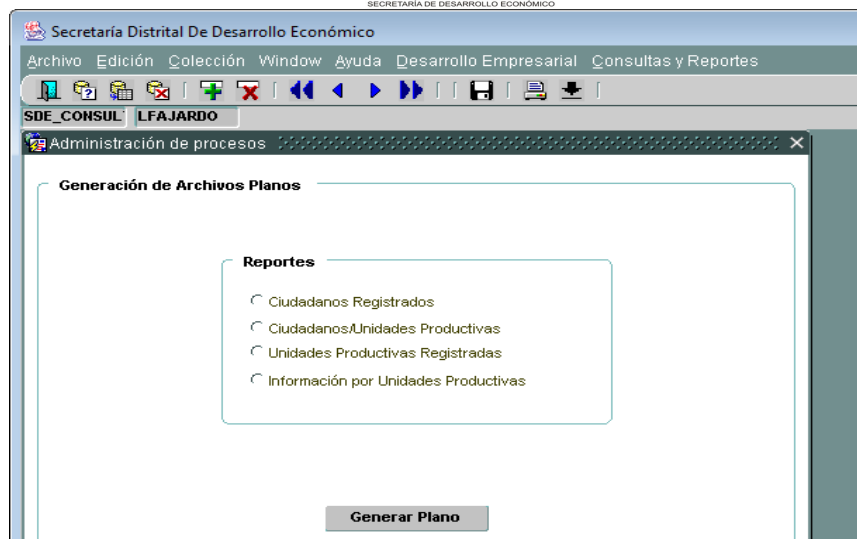 SECRETARÍA DE DESARROLLO ECONÓMICO
Secretaría Distrital De Desarrollo Económico
Archivo Edición Colección Window Ayuda Desarrollo Empresarial Consultas y Reportes
SDE_CONSUL LFAJARDO
Administración de procesos
Generación de Archivos Planos
Reportes
Ciudadanos Registrados
Ciudadanos/Unidades Productivas
Unidades Productivas Registradas
Información por Unidades Productivas
Generar Plano